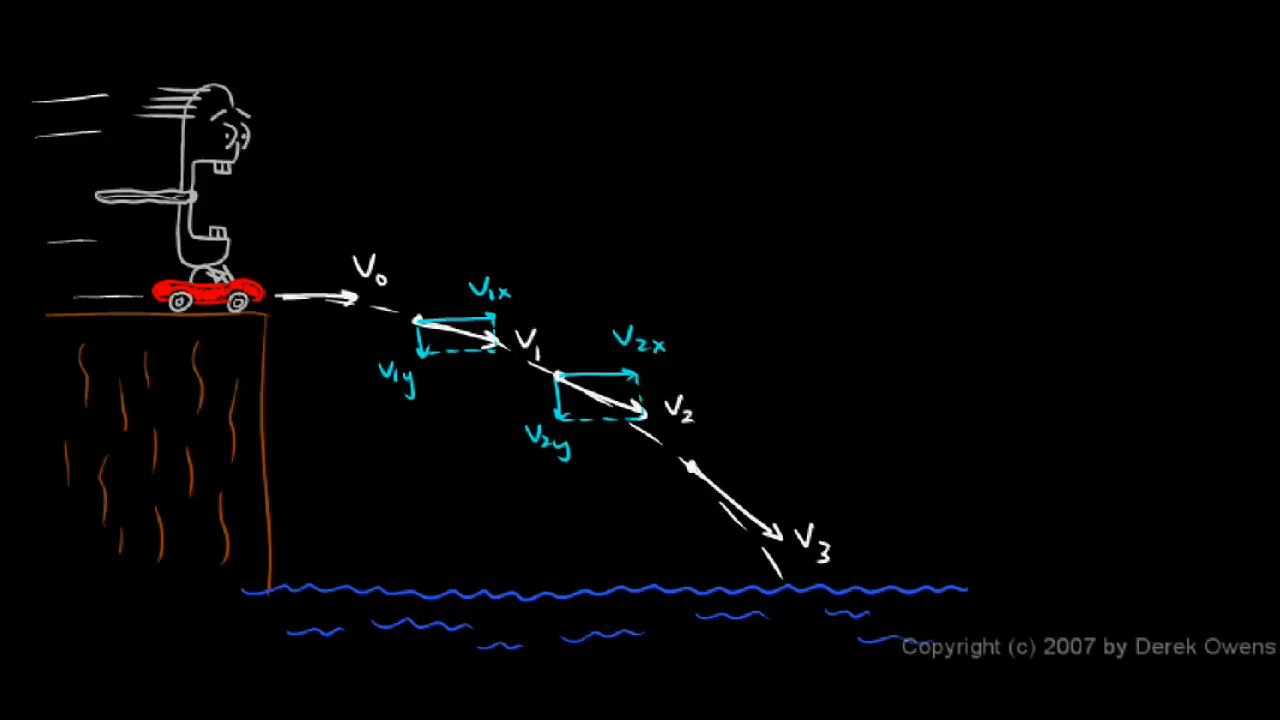 V₀
V₁x
V₁
V₁y
V₂x
V₂
V₂y
V₃
Copyright (c) 2007 by Derek Owens